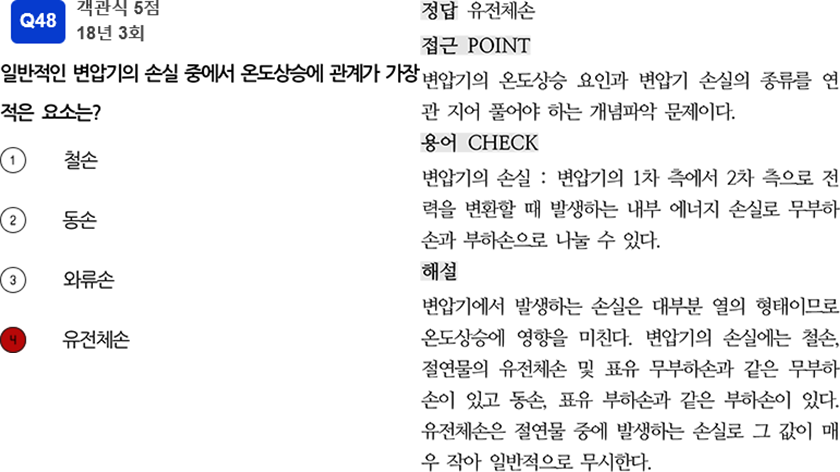 Q48
객관식 5점
18년 3회
일반적인 변압기의 손실 중에서 온도상승에 관계가 가장
적은 요소는?
1 철손
2 동손
3 와류손
4 유전체손
정답 유전체손
접근 POINT
변압기의 온도상승 요인과 변압기 손실의 종류를 연
관 지어 풀어야 하는 개념파악 문제이다.
용어 CHECK
변압기의 손실 : 변압기의 1차 측에서 2차 측으로 전
력을 변환할 때 발생하는 내부 에너지 손실로 무부하
손과 부하손으로 나눌 수 있다.
해설
변압기에서 발생하는 손실은 대부분 열의 형태이므로
온도상승에 영향을 미친다. 변압기의 손실에는 철손,
절연물의 유전체손 및 표유 무부하손과 같은 무부하
손이 있고 동손, 표유 부하손과 같은 부하손이 있다.
유전체손은 절연물 중에 발생하는 손실로 그 값이 매
우 작아 일반적으로 무시한다.